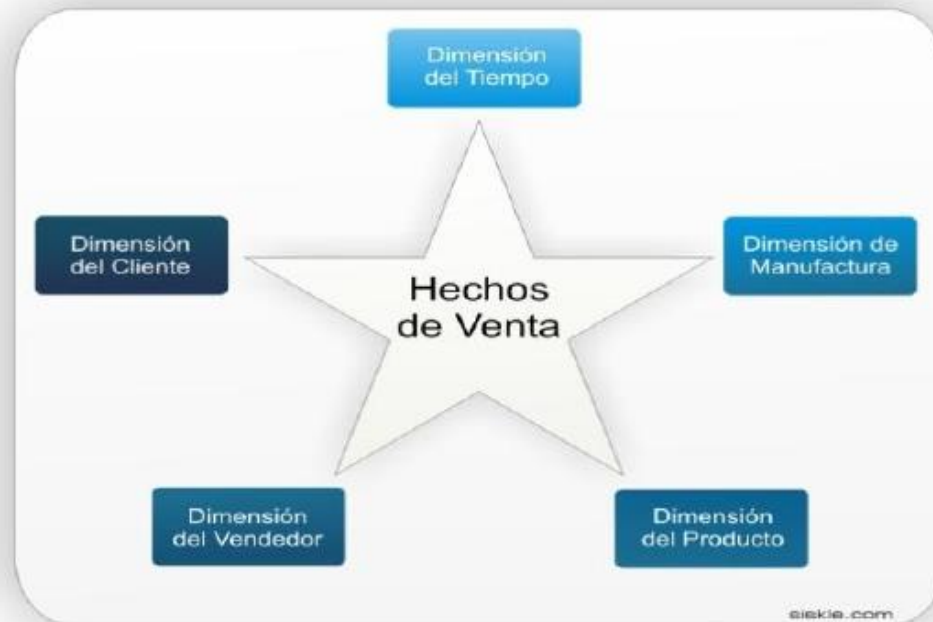 Dimensión
del Tiempo
Dimensión
del Cliente
Dimensión de
Manufactura
Hechos
de Venta
Dimensión
del Vendedor
Dimensión
del Producto
siskle.com